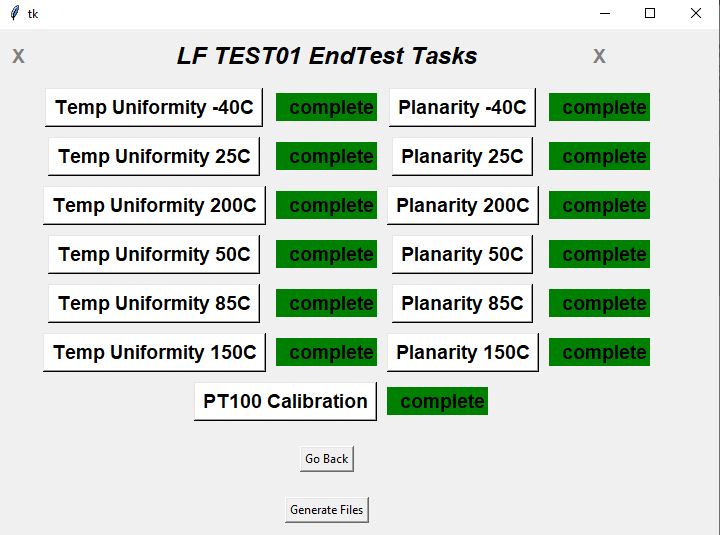 tk
X LF TEST01 EndTest Tasks X
Temp Uniformity -40C complete Planarity -40C complete
Temp Uniformity 25C complete Planarity 25C complete
Temp Uniformity 200C complete Planarity 200C complete
Temp Uniformity 50C complete Planarity 50C complete
Temp Uniformity 85C complete Planarity 85C complete
Temp Uniformity 150C complete Planarity 150C complete
PT100 Calibration complete
Go Back
Generate Files